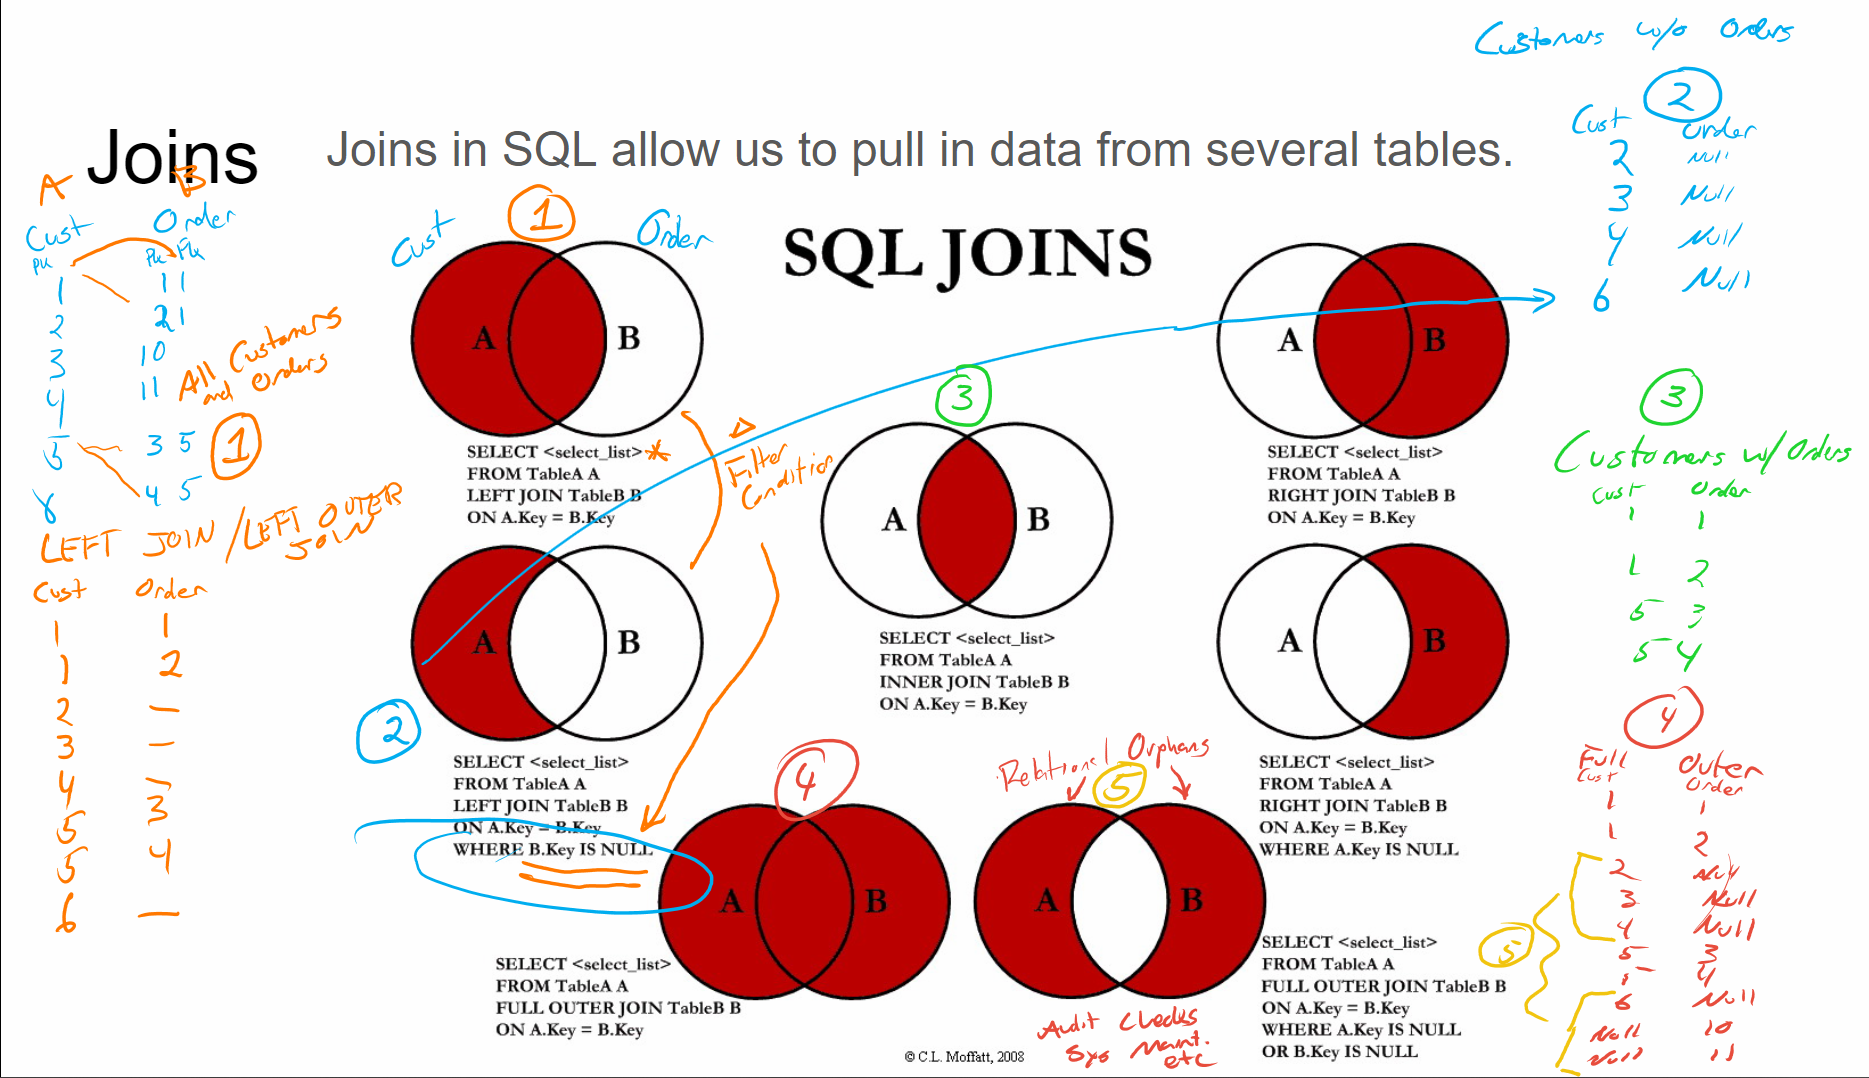 Customers w/o Orders
2
Cust Order
2 Null
3 Null
4 Null
6 Null
Joins
Joins in SQL allow us to pull in data from several tables.
SQL JOINS
A B
Cust Order
PK PK FK
1 1 1
2 2 1
3 10
4 11
5 3 5
4 5
All Customers
and Orders
1
LEFT JOIN / LEFT OUTER
JOIN
Cust Order
1 1
1 2
2 —
3 —
4 —
5 3
5 4
6 —
1
Cust Order
A B
SELECT <select_list> *
FROM TableA A
LEFT JOIN TableB B
ON A.Key = B.Key
Filter
Condition
A B
2
SELECT <select_list>
FROM TableA A
LEFT JOIN TableB B
ON A.Key = B.Key
WHERE B.Key IS NULL
3
A B
SELECT <select_list>
FROM TableA A
INNER JOIN TableB B
ON A.Key = B.Key
A B
SELECT <select_list>
FROM TableA A
RIGHT JOIN TableB B
ON A.Key = B.Key
A B
SELECT <select_list>
FROM TableA A
RIGHT JOIN TableB B
ON A.Key = B.Key
WHERE A.Key IS NULL
4
A B
SELECT <select_list>
FROM TableA A
FULL OUTER JOIN TableB B
ON A.Key = B.Key
Relational Orphans
5
A B
SELECT <select_list>
FROM TableA A
FULL OUTER JOIN TableB B
ON A.Key = B.Key
WHERE A.Key IS NULL
OR B.Key IS NULL
Audit Checks
Sys Maint.
etc
© C.L. Moffatt, 2008
3
Customers w/ Orders
Cust Order
1 1
1 2
5 3
5 4
4
Full Outer
Cust Order
1 1
1 2
2 Null
3 Null
4 Null
5 3
5 4
6 Null
Null 10
Null 11
5